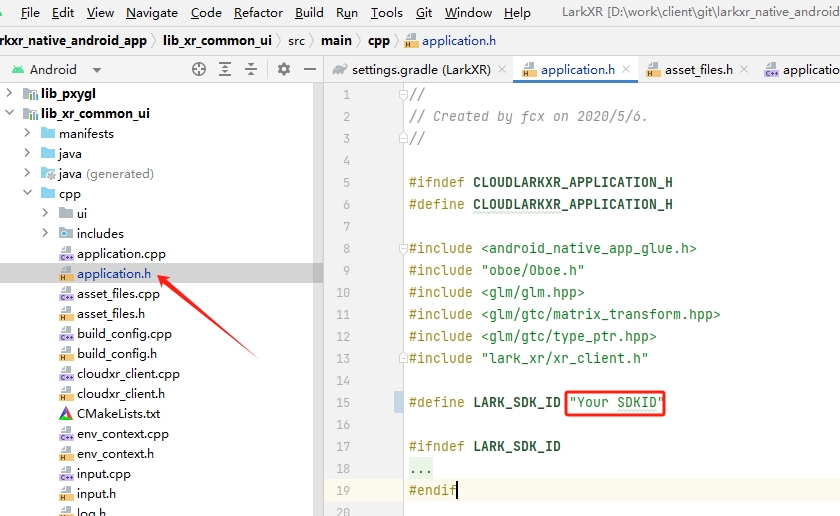 File Edit View Navigate Code Refactor Build Run Tools Git Window Help LarkXR [D:\work\client\git\larkxr_native_android
rkxr_native_android_app lib_xr_common_ui src main cpp application.h
Android settings.gradle (LarkXR) application.h asset_files.h applicatio
lib_pxygl
lib_xr_common_ui
manifests
java
java (generated)
cpp
ui
includes
application.cpp
application.h
asset_files.cpp
asset_files.h
build_config.cpp
build_config.h
cloudxr_client.cpp
cloudxr_client.h
CMakeLists.txt
env_context.cpp
env_context.h
input.cpp
input.h
log.h
1 //
2 // Created by fcx on 2020/5/6.
3 //
4
5 #ifndef CLOUDLARKXR_APPLICATION_H
6 #define CLOUDLARKXR_APPLICATION_H
7
8 #include <android_native_app_glue.h>
9 #include "oboe/Oboe.h"
10 #include <glm/glm.hpp>
11 #include <glm/gtc/matrix_transform.hpp>
12 #include <glm/gtc/type_ptr.hpp>
13 #include "lark_xr/xr_client.h"
14
15 #define LARK_SDK_ID "Your SDKID"
16
17 #ifndef LARK_SDK_ID
18 ...
19 #endif
20